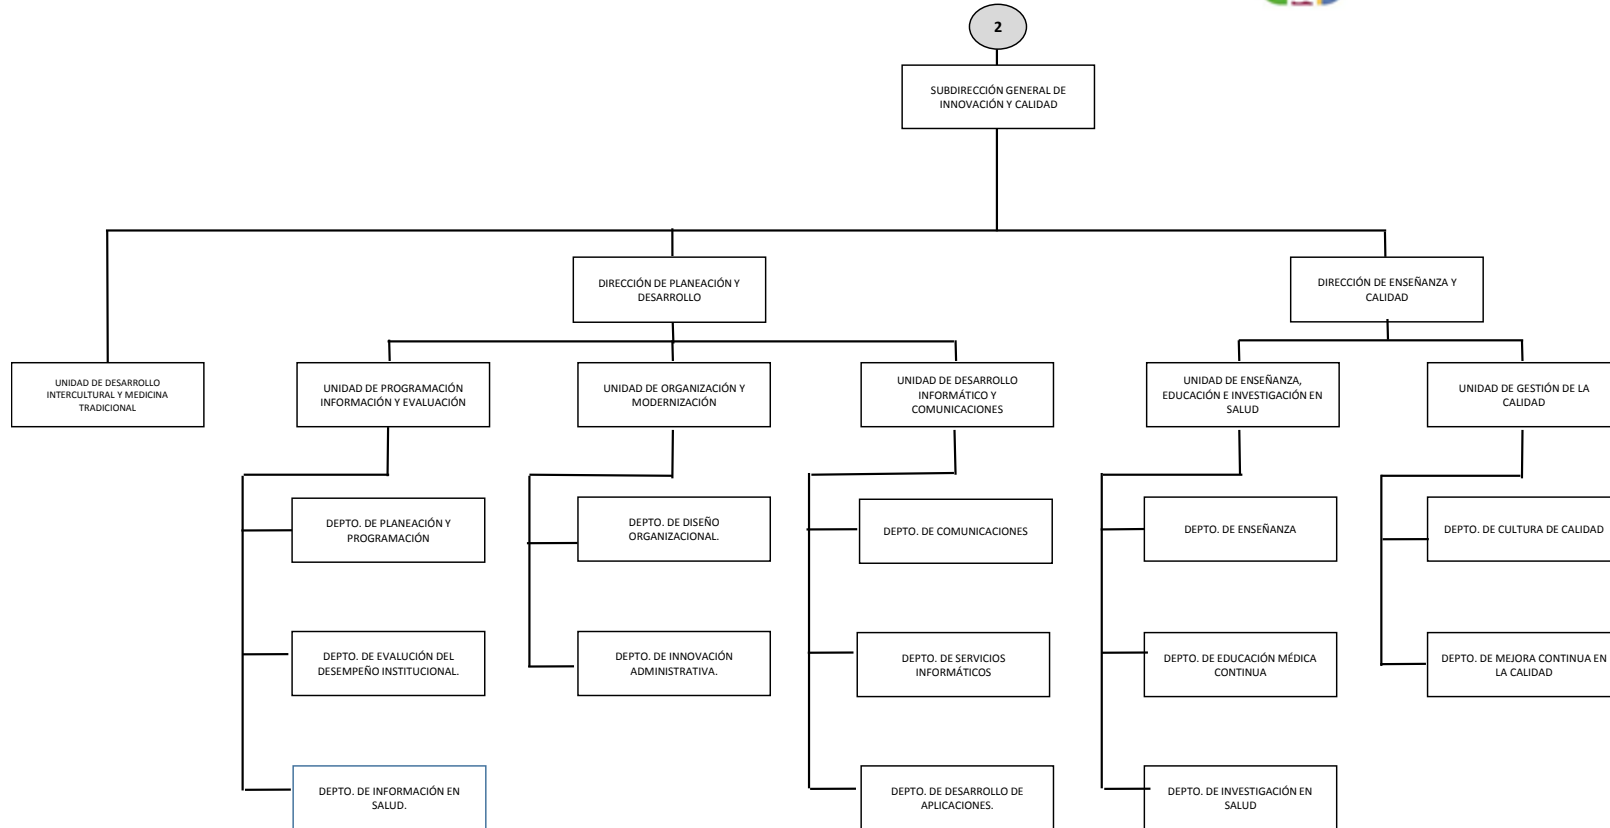 2
SUBDIRECCIÓN GENERAL DE
INNOVACIÓN Y CALIDAD
DIRECCIÓN DE PLANEACIÓN Y
DESARROLLO
DIRECCIÓN DE ENSEÑANZA Y
CALIDAD
UNIDAD DE DESARROLLO
INTERCULTURAL Y MEDICINA
TRADICIONAL
UNIDAD DE PROGRAMACIÓN
INFORMACIÓN Y EVALUACIÓN
UNIDAD DE ORGANIZACIÓN Y
MODERNIZACIÓN
UNIDAD DE DESARROLLO
INFORMÁTICO Y
COMUNICACIONES
UNIDAD DE ENSEÑANZA,
EDUCACIÓN E INVESTIGACIÓN EN
SALUD
UNIDAD DE GESTIÓN DE LA
CALIDAD
DEPTO. DE PLANEACIÓN Y
PROGRAMACIÓN
DEPTO. DE DISEÑO
ORGANIZACIONAL.
DEPTO. DE COMUNICACIONES
DEPTO. DE ENSEÑANZA
DEPTO. DE CULTURA DE CALIDAD
DEPTO. DE EVALUCIÓN DEL
DESEMPEÑO INSTITUCIONAL.
DEPTO. DE INNOVACIÓN
ADMINISTRATIVA.
DEPTO. DE SERVICIOS
INFORMÁTICOS
DEPTO. DE EDUCACIÓN MÉDICA
CONTINUA
DEPTO. DE MEJORA CONTINUA EN
LA CALIDAD
DEPTO. DE INFORMACIÓN EN
SALUD.
DEPTO. DE DESARROLLO DE
APLICACIONES.
DEPTO. DE INVESTIGACIÓN EN
SALUD